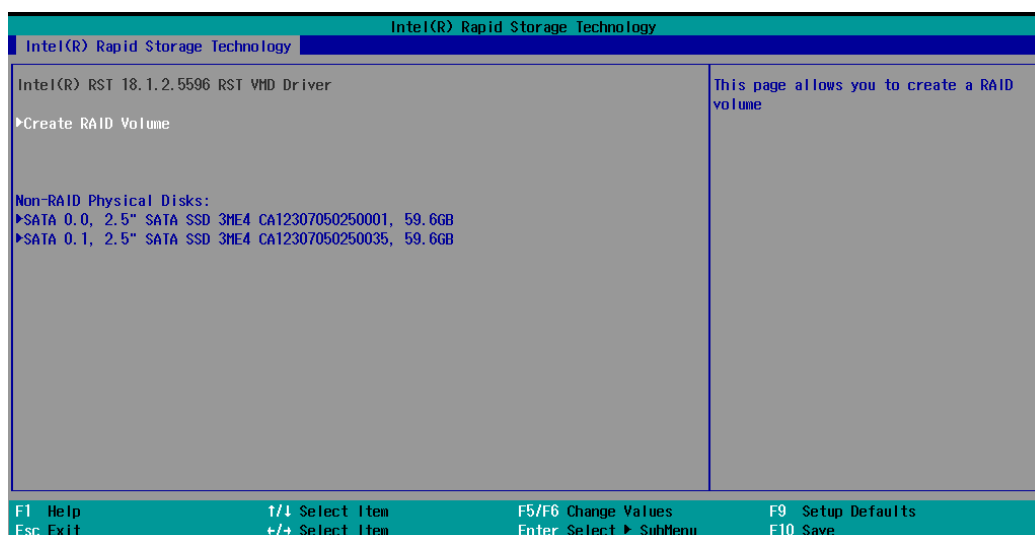 Intel(R) Rapid Storage Technology
Intel(R) Rapid Storage Technology
Intel(R) RST 18.1.2.5596 RST VMD Driver
This page allows you to create a RAID
volume
▶Create RAID Volume
Non-RAID Physical Disks:
▶SATA 0.0, 2.5" SATA SSD 3ME4 CA12307050250001, 59.6GB
▶SATA 0.1, 2.5" SATA SSD 3ME4 CA12307050250035, 59.6GB
F1 Help ↑/↓ Select Item F5/F6 Change Values F9 Setup Defaults
Esc Exit ←/→ Select Item Enter Select ▶ SubMenu F10 Save